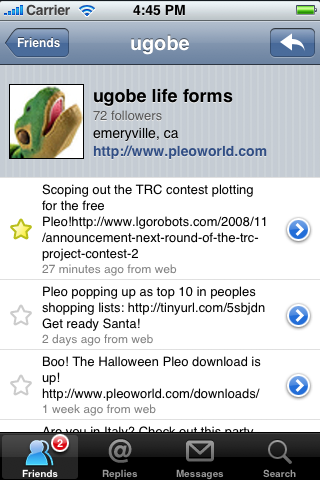 Carrier 4:45 PM
Friends ugobe
ugobe life forms
72 followers
emeryville, ca
http://www.pleoworld.com
Scoping out the TRC contest plotting
for the free
Pleo!http://www.lgorobots.com/2008/11
/announcement-next-round-of-the-trc-
project-contest-2
27 minutes ago from web
Pleo popping up as top 10 in peoples
shopping lists: http://tinyurl.com/5sbjdn
Get ready Santa!
2 days ago from web
Boo! The Halloween Pleo download is
up!
http://www.pleoworld.com/downloads/
1 week ago from web
Are you in Italy? Check out this party
2
Friends @ Replies Messages Search